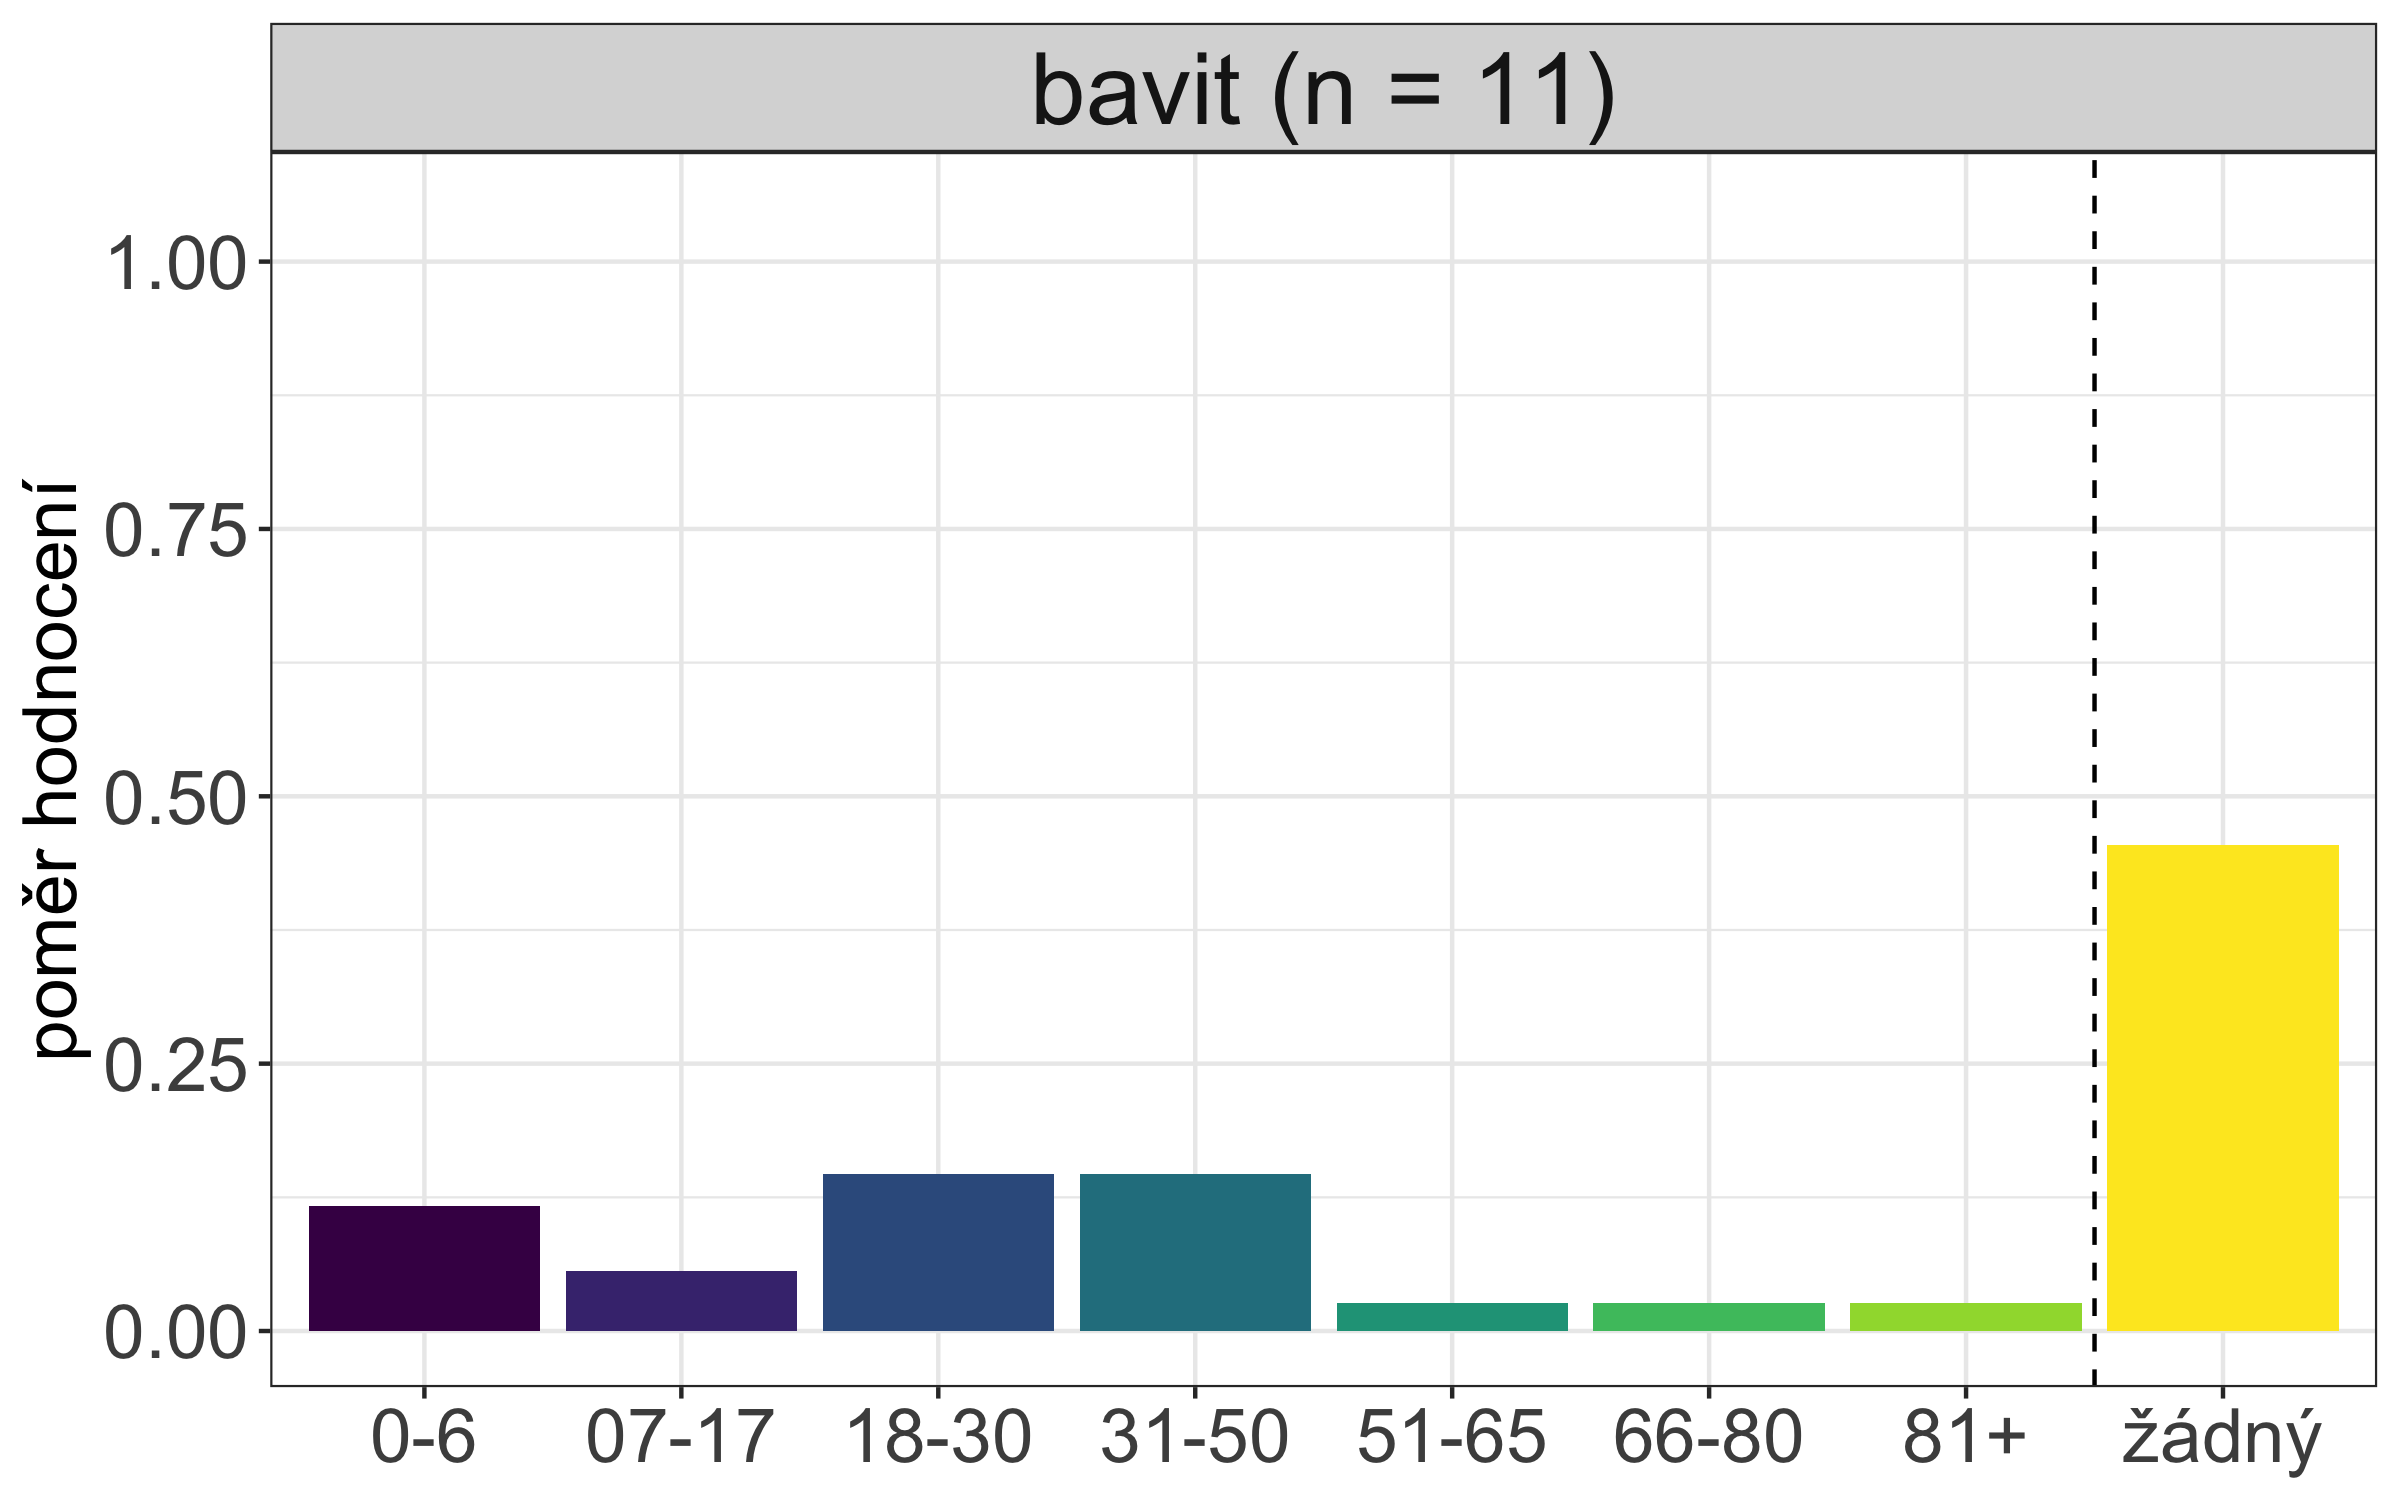 bavit (n = 11)
poměr hodnocení
1.00
0.75
0.50
0.25
0.00
0-6 07-17 18-30 31-50 51-65 66-80 81+ žádný